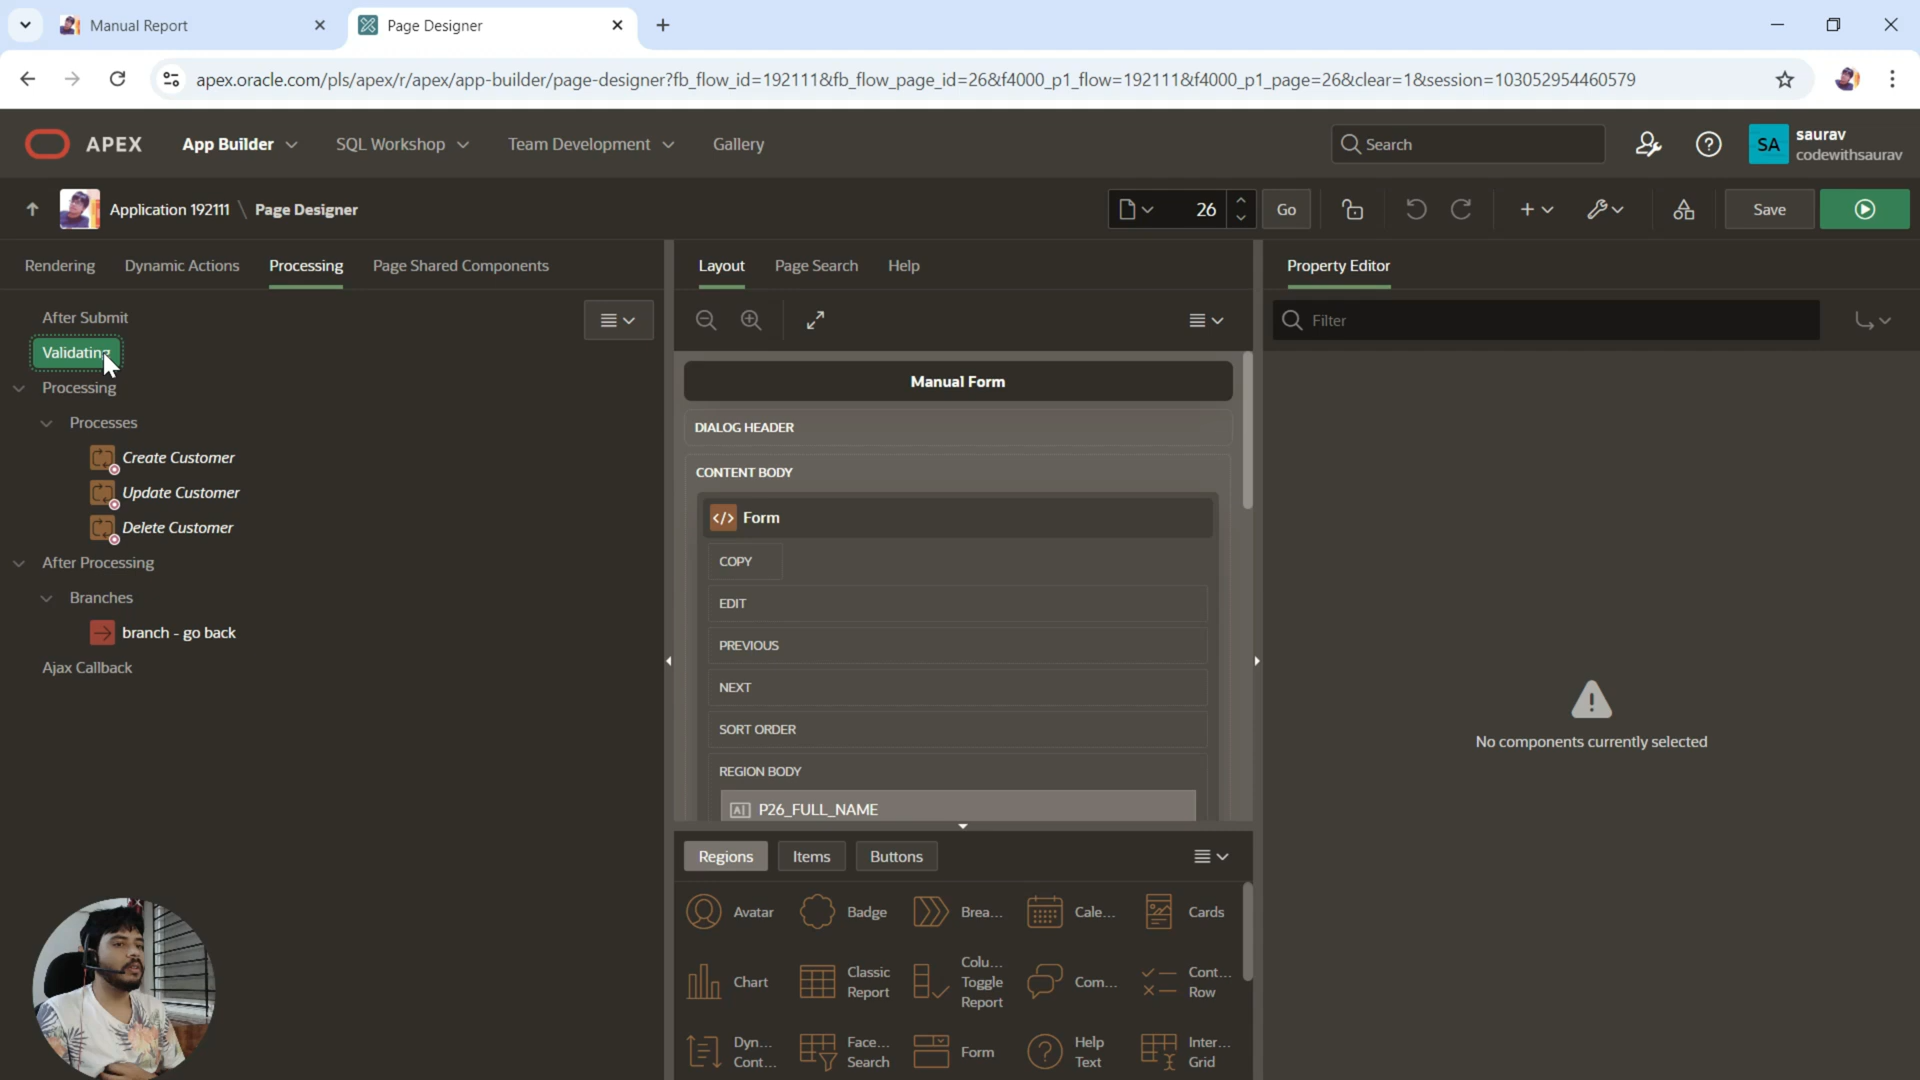 Manual Report
Page Designer
apex.oracle.com/pls/apex/r/apex/app-builder/page-designer?fb_flow_id=192111&fb_flow_page_id=26&f4000_p1_flow=192111&f4000_p1_page=26&clear=1&session=103052954460579
APEX
App Builder
SQL Workshop
Team Development
Gallery
Search
SA
saurav
codewithsaurav
Application 192111 \ Page Designer
26
Go
Save
Rendering
Dynamic Actions
Processing
Page Shared Components
After Submit
Validating
Processing
Processes
Create Customer
Update Customer
Delete Customer
After Processing
Branches
branch - go back
Ajax Callback
Layout
Page Search
Help
Manual Form
DIALOG HEADER
CONTENT BODY
Form
COPY
EDIT
PREVIOUS
NEXT
SORT ORDER
REGION BODY
P26_FULL_NAME
Regions
Items
Buttons
Avatar
Badge
Brea...
Cale...
Cards
Chart
Classic
Report
Colu...
Toggle
Report
Com...
Cont...
Row
Dyn...
Cont...
Face...
Search
Form
Help
Text
Inter...
Grid
Property Editor
Filter
No components currently selected